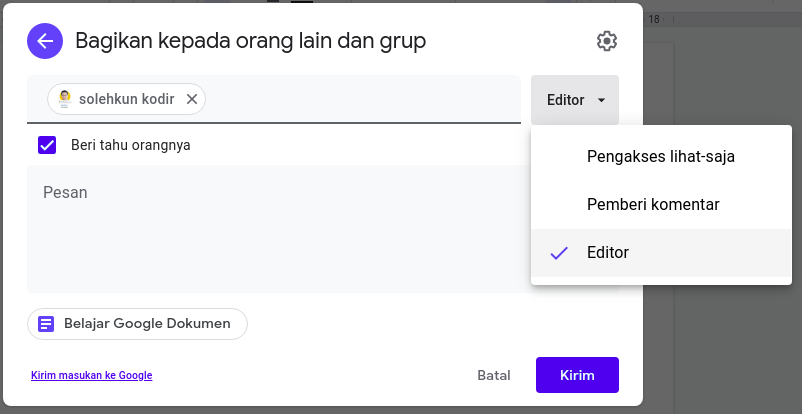 18
Bagikan kepada orang lain dan grup
solehkun kodir
Editor
Beri tahu orangnya
Pesan
Pengakses lihat-saja
Pemberi komentar
Editor
Belajar Google Dokumen
Kirim masukan ke Google
Batal
Kirim